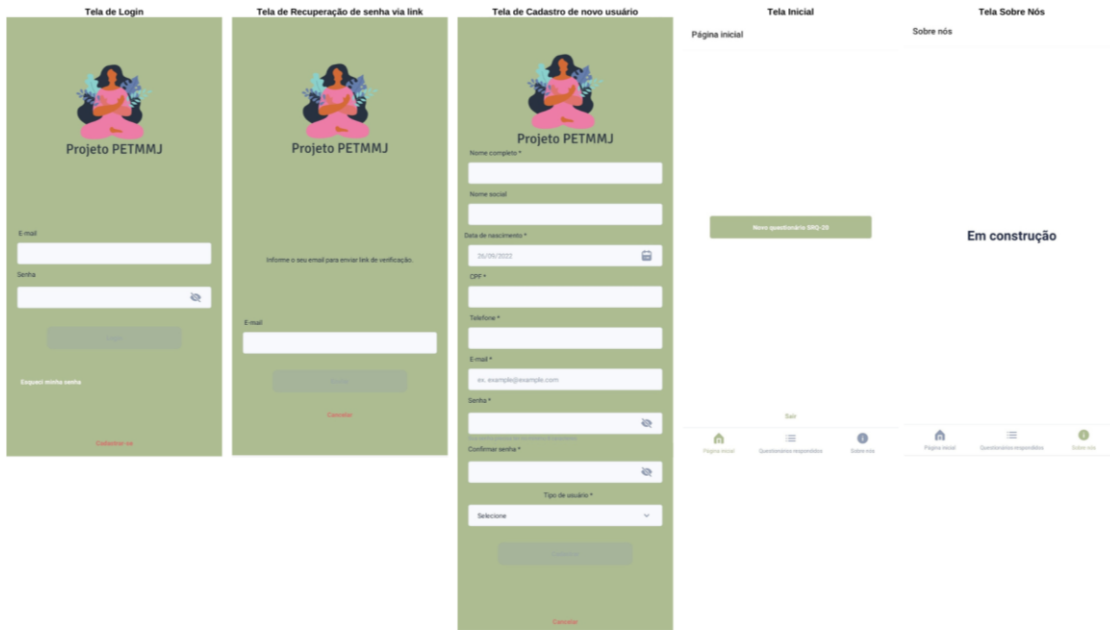 Tela de Login
Projeto PETMMJ
E-mail
Senha
Esqueci minha senha
Cadastrar-se
Tela de Recuperação de senha via link
Projeto PETMMJ
Informe o seu email para enviar link de verificação.
E-mail
Cancelar
Tela de Cadastro de novo usuário
Projeto PETMMJ
Nome completo *
Nome social
Data de nascimento *
26/09/2022
CPF *
Telefone *
E-mail *
ex. example@example.com
Senha *
Confirmar senha *
Tipo de usuário *
Selecione
Cancelar
Tela Inicial
Página inicial
Novo questionário SRQ-20
Sair
Página inicial
Questionários respondidos
Sobre nós
Tela Sobre Nós
Sobre nós
Em construção
Página inicial
Questionários respondidos
Sobre nós